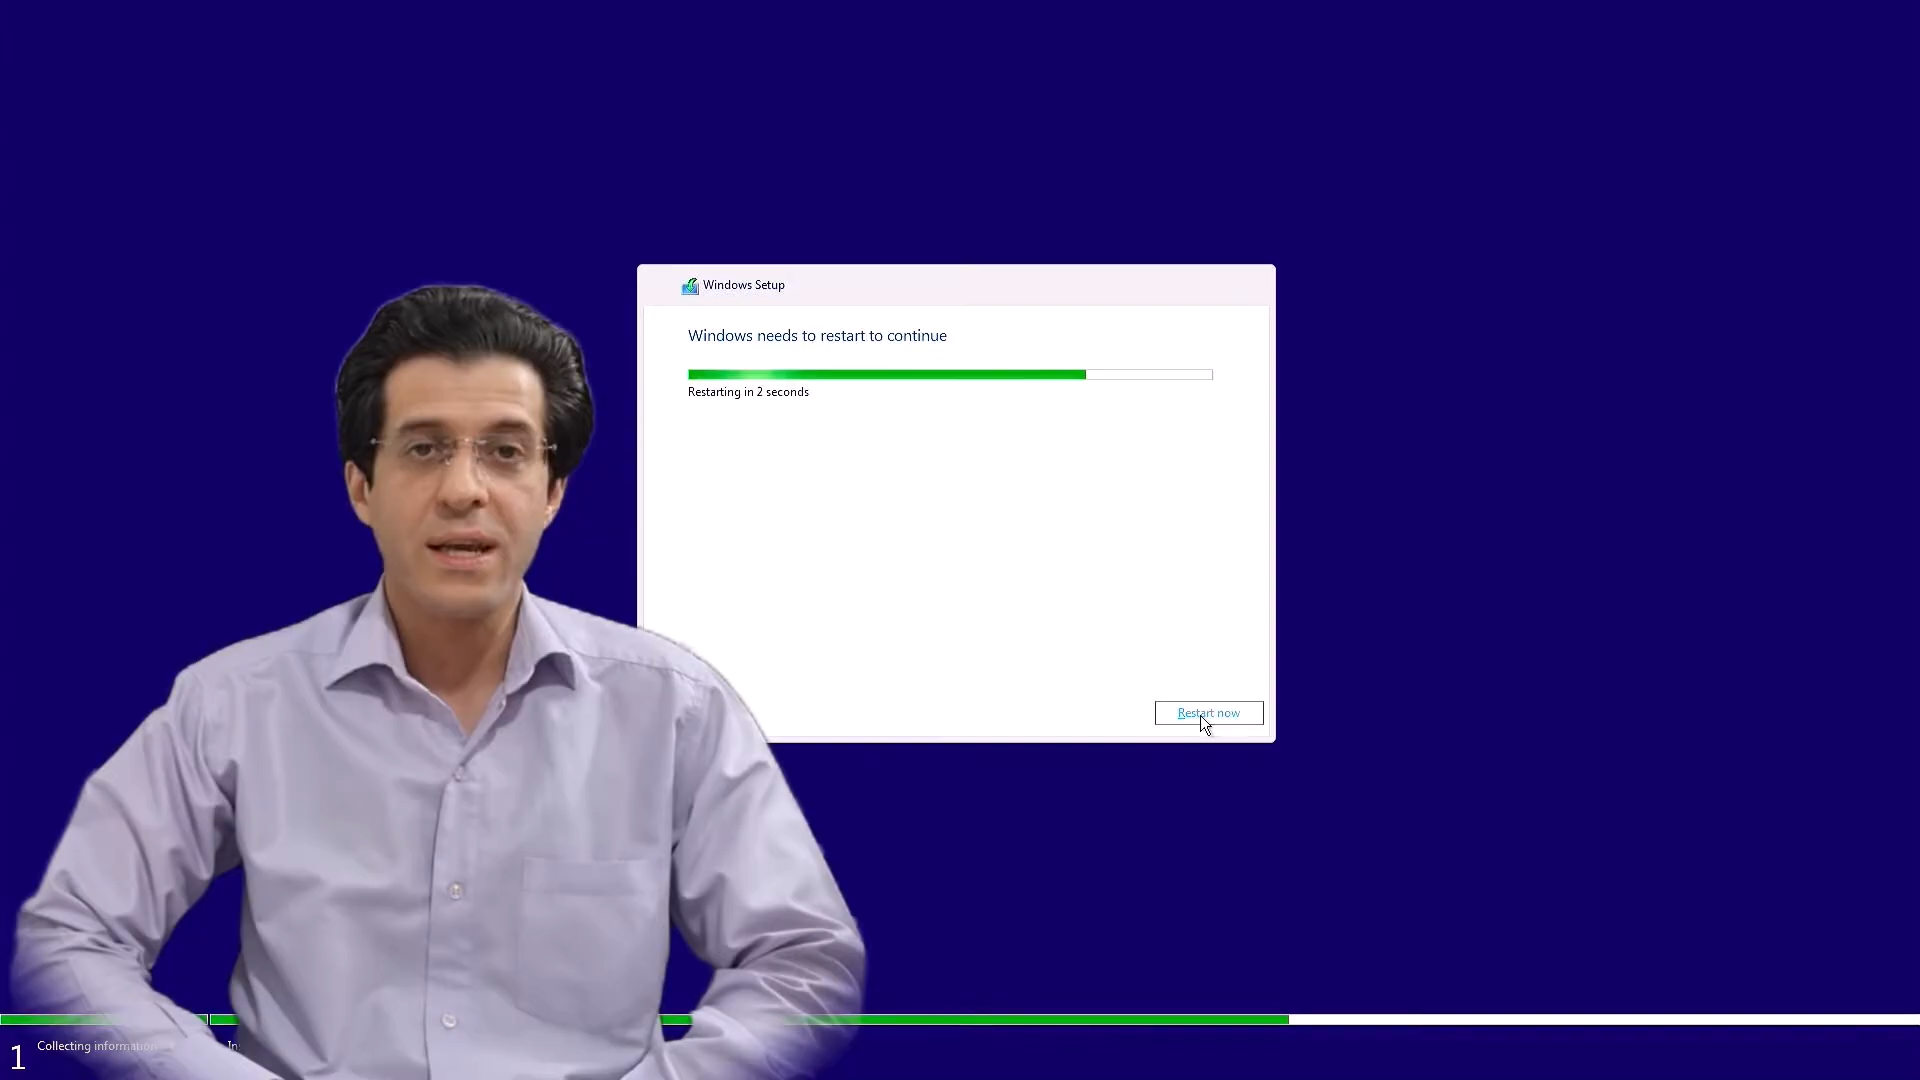 Windows Setup
Windows needs to restart to continue
Restarting in 2 seconds
Restart now
1 Collecting information